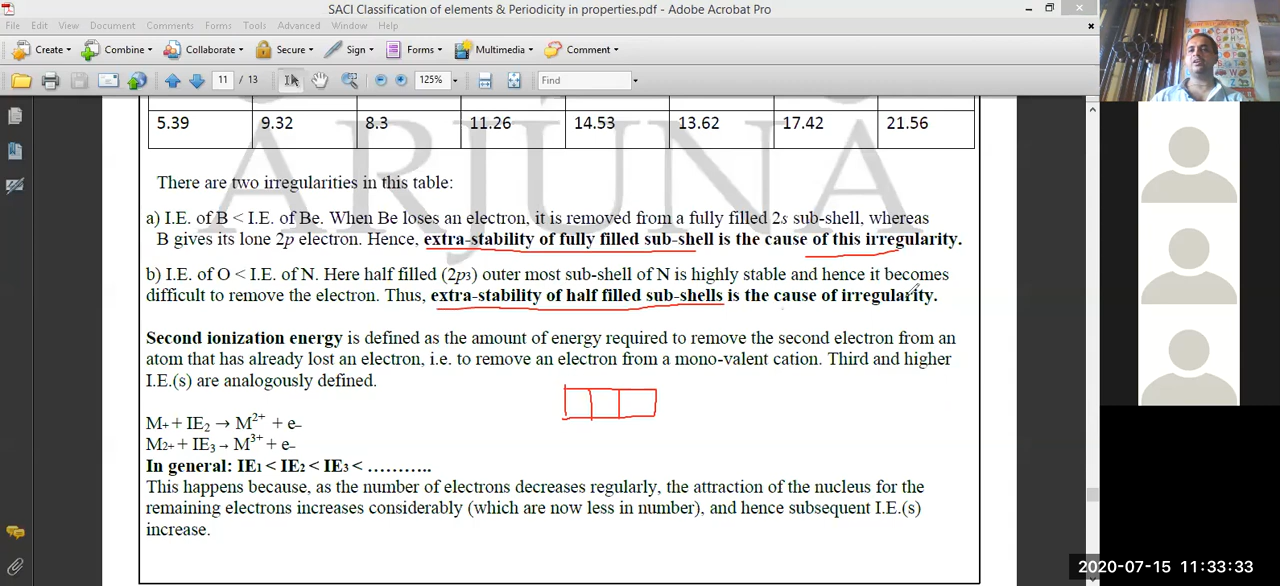 SACI Classification of elements & Periodicity in properties.pdf - Adobe Acrobat Pro
File Edit View Document Comments Forms Tools Advanced Window Help
Create Combine Collaborate Secure Sign Forms Multimedia Comment
11 / 13 125% Find
ARJUNA
5.39 9.32 8.3 11.26 14.53 13.62 17.42 21.56
There are two irregularities in this table:
a) I.E. of B < I.E. of Be. When Be loses an electron, it is removed from a fully filled 2s sub-shell, whereas
B gives its lone 2p electron. Hence, extra-stability of fully filled sub-shell is the cause of this irregularity.
b) I.E. of O < I.E. of N. Here half filled (2p3) outer most sub-shell of N is highly stable and hence it becomes
difficult to remove the electron. Thus, extra-stability of half filled sub-shells is the cause of irregularity.
Second ionization energy is defined as the amount of energy required to remove the second electron from an
atom that has already lost an electron, i.e. to remove an electron from a mono-valent cation. Third and higher
I.E.(s) are analogously defined.
M+ + IE2 → M2+ + e–
M2+ + IE3 → M3+ + e–
In general: IE1 < IE2 < IE3 < ………..
This happens because, as the number of electrons decreases regularly, the attraction of the nucleus for the
remaining electrons increases considerably (which are now less in number), and hence subsequent I.E.(s)
increase.
2020-07-15 11:33:33